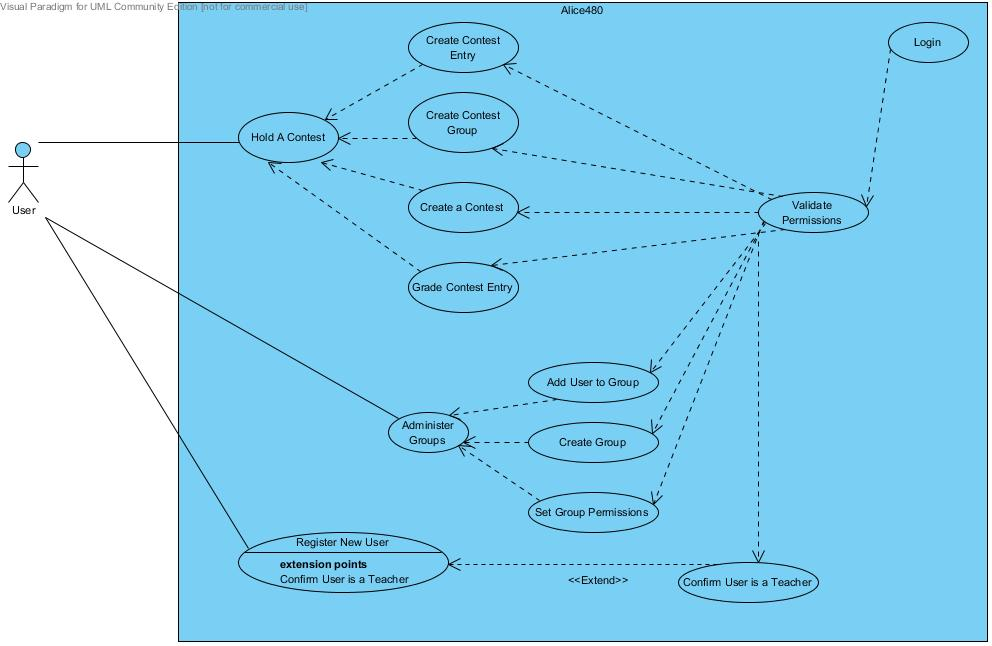 Visual Paradigm for UML Community Edition [not for commercial use]
Alice480
Create Contest
Entry
Login
Create Contest
Group
Hold A Contest
User
Create a Contest
Validate
Permissions
Grade Contest Entry
Add User to Group
Administer
Groups
Create Group
Set Group Permissions
Register New User
extension points
Confirm User is a Teacher
<<Extend>>
Confirm User is a Teacher